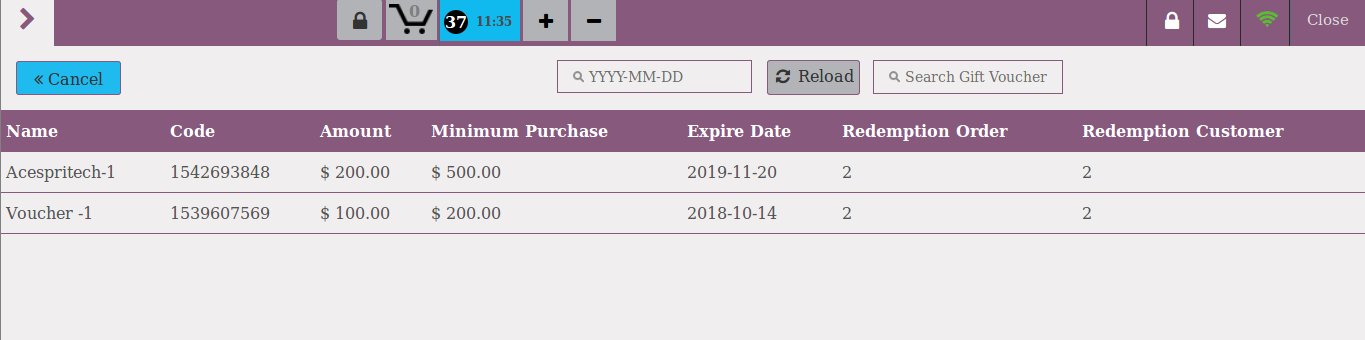 0 37 11:35 + − Close
« Cancel YYYY-MM-DD Reload Search Gift Voucher
Name Code Amount Minimum Purchase Expire Date Redemption Order Redemption Customer
Acespritech-1 1542693848 $ 200.00 $ 500.00 2019-11-20 2 2
Voucher -1 1539607569 $ 100.00 $ 200.00 2018-10-14 2 2